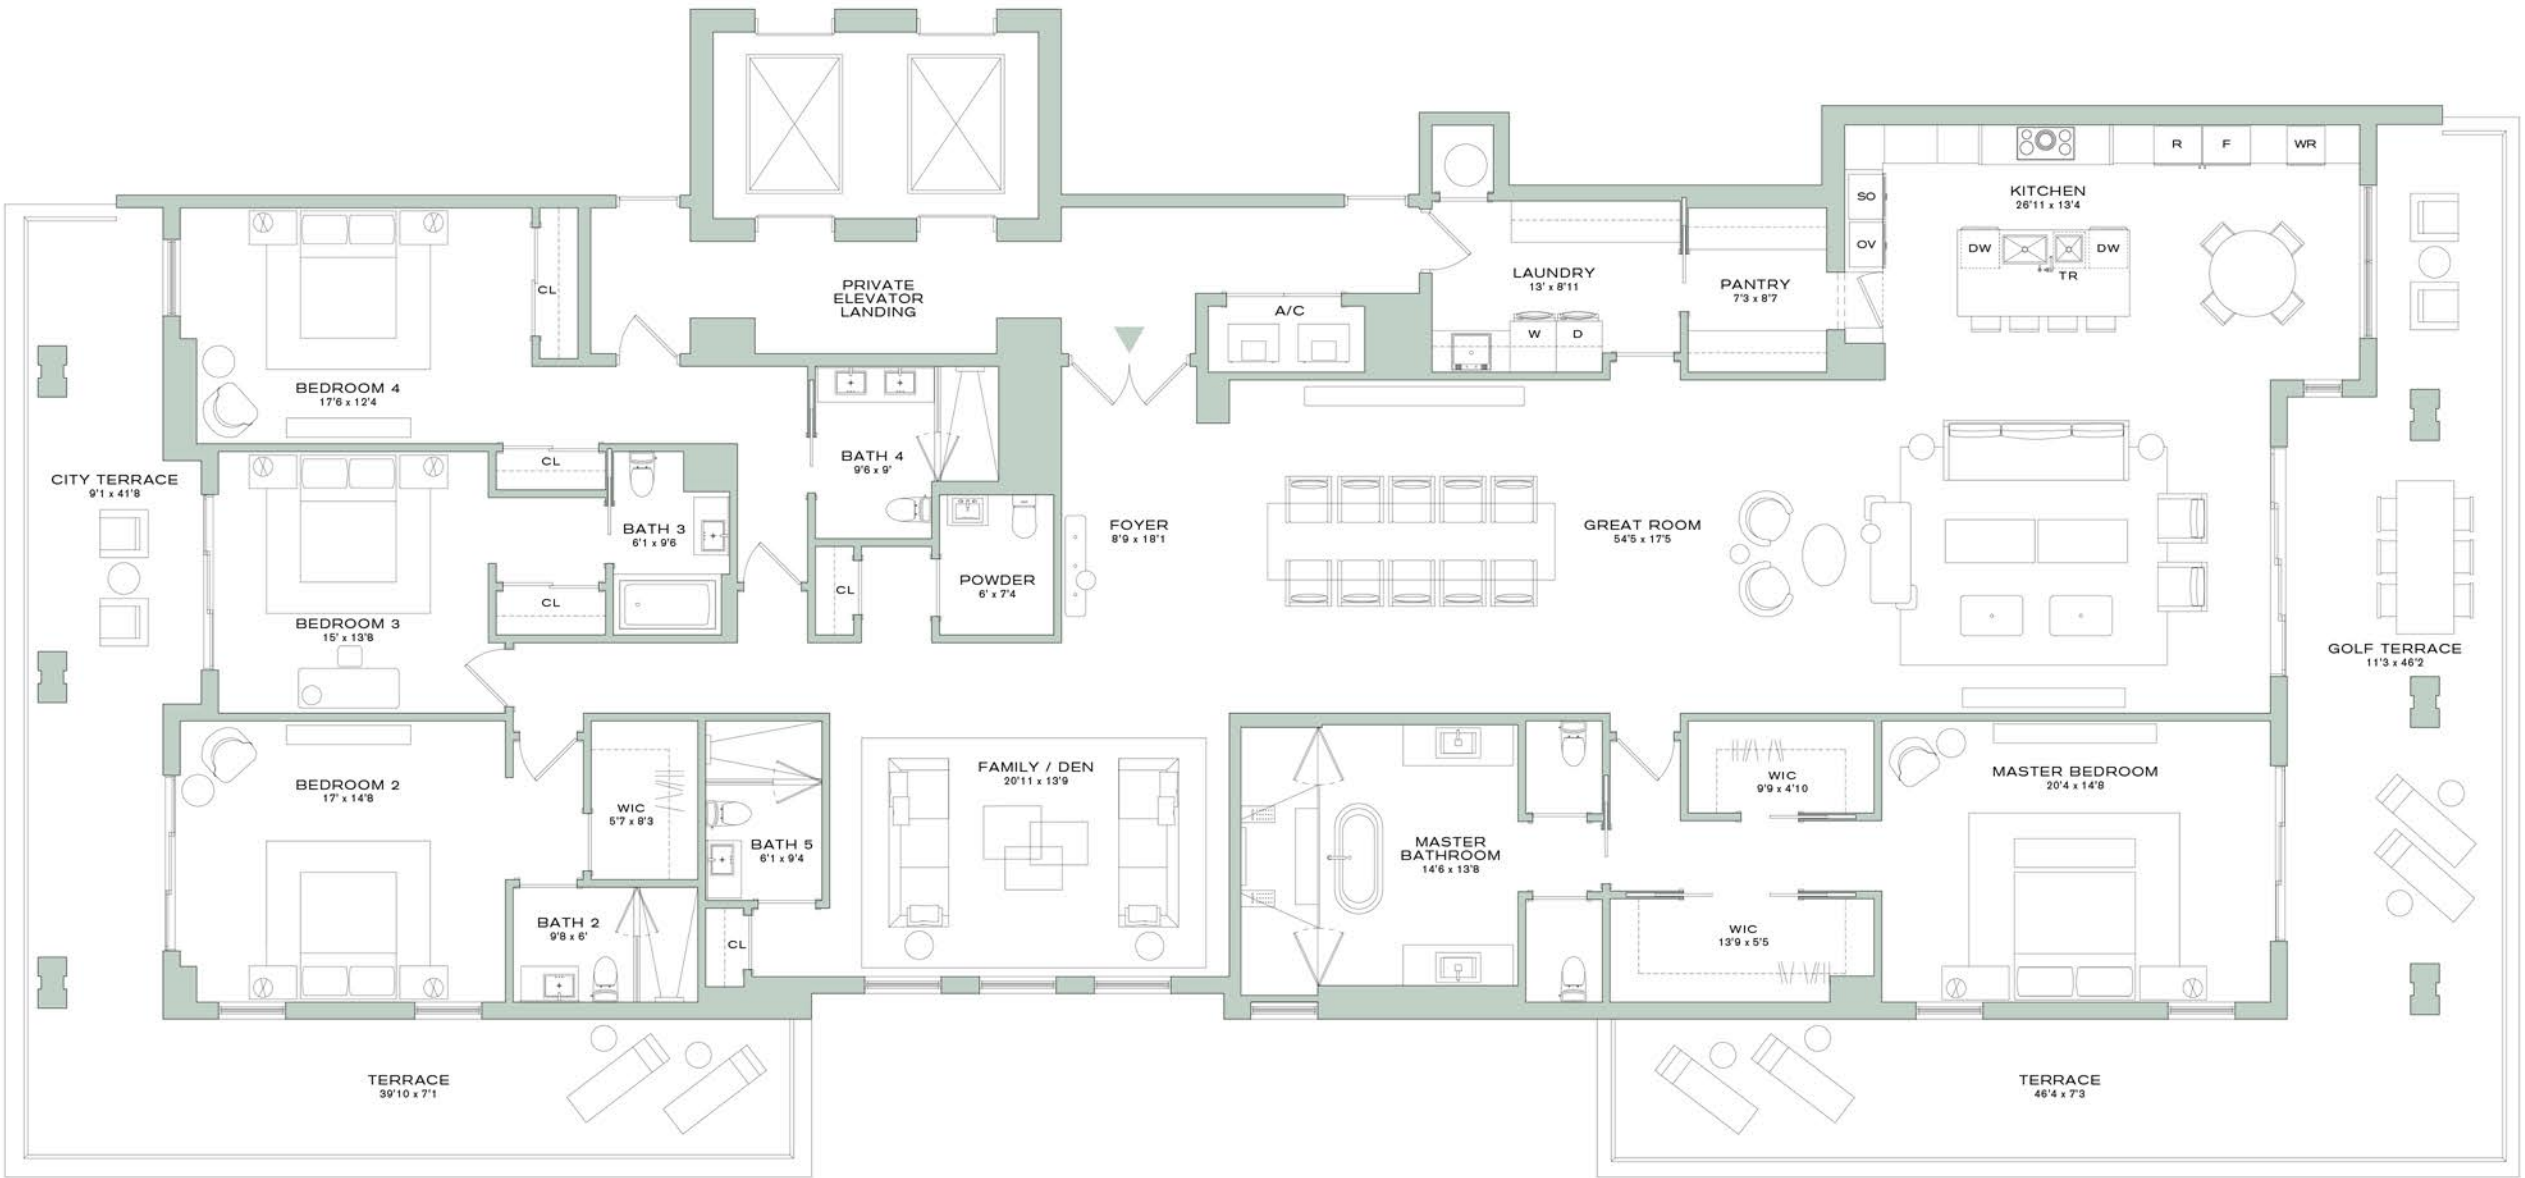 R
F
WR
KITCHEN
26'11 x 13'4
SO
OV
DW
DW
TR
LAUNDRY
13' x 8'11
PANTRY
7'3 x 8'7
W
D
A/C
PRIVATE
ELEVATOR
LANDING
CL
BEDROOM 4
17'6 x 12'4
CITY TERRACE
9'1 x 41'8
CL
BATH 4
9'6 x 9'
BATH 3
6'1 x 9'6
FOYER
8'9 x 18'1
GREAT ROOM
54'5 x 17'5
POWDER
6' x 7'4
CL
CL
BEDROOM 3
15' x 13'8
GOLF TERRACE
11'3 x 46'2
BEDROOM 2
17' x 14'8
WIC
5'7 x 8'3
BATH 5
6'1 x 9'4
FAMILY / DEN
20'11 x 13'9
MASTER
BATHROOM
14'6 x 13'8
WIC
9'9 x 4'10
MASTER BEDROOM
20'4 x 14'8
BATH 2
9'8 x 6'
CL
WIC
13'9 x 5'5
TERRACE
39'10 x 7'1
TERRACE
46'4 x 7'3